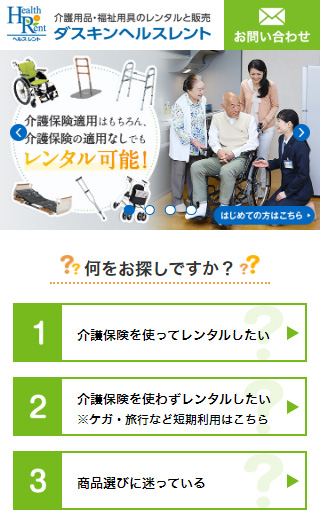 Health Rent
ヘルスレント
介護用品・福祉用具のレンタルと販売
ダスキンヘルスレント
お問い合わせ
介護保険適用はもちろん、
介護保険の適用なしでも
レンタル可能！
はじめての方はこちら
?? 何をお探しですか？ ??
1
介護保険を使ってレンタルしたい
2
介護保険を使わずレンタルしたい
※ケガ・旅行など短期利用はこちら
3
商品選びに迷っている